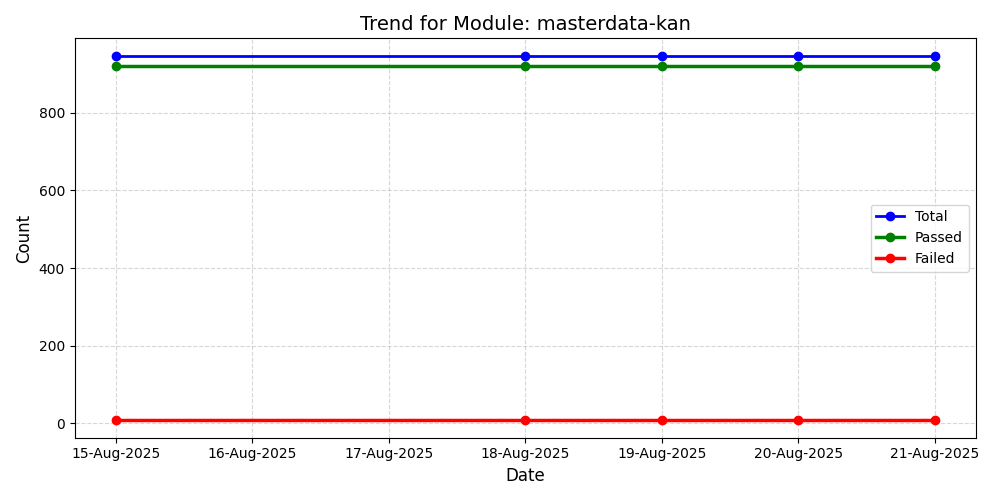 Trend for Module: masterdata-kan
Count
800
600
400
200
0
Total
Passed
Failed
15-Aug-2025 16-Aug-2025 17-Aug-2025 18-Aug-2025 19-Aug-2025 20-Aug-2025 21-Aug-2025
Date